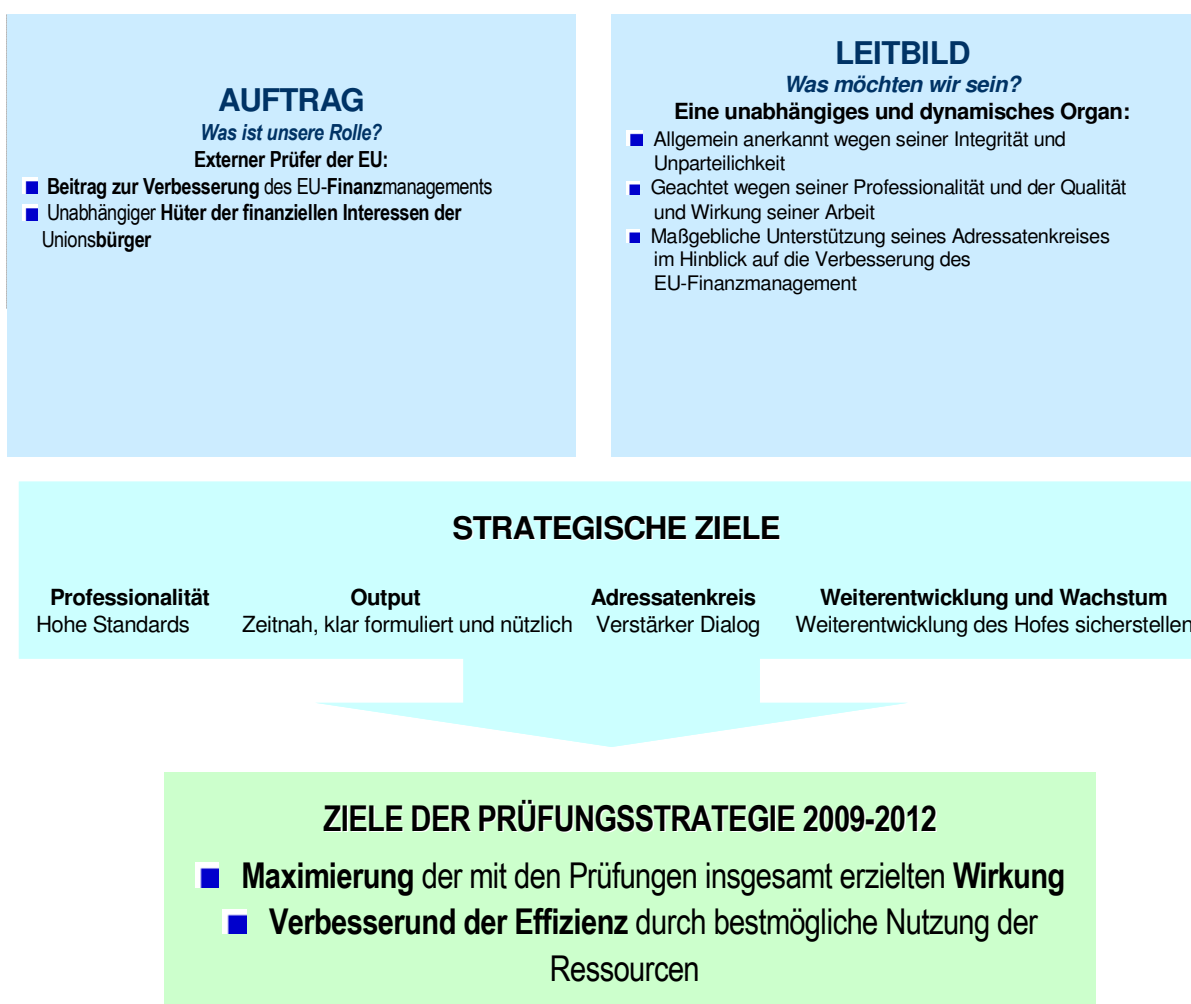 AUFTRAG
Was ist unsere Rolle?
Externer Prüfer der EU:
Beitrag zur Verbesserung des EU-Finanzmanagements
Unabhängiger Hüter der finanziellen Interessen der
Unionsbürger
LEITBILD
Was möchten wir sein?
Eine unabhängiges und dynamisches Organ:
Allgemein anerkannt wegen seiner Integrität und
Unparteilichkeit
Geachtet wegen seiner Professionalität und der Qualität
und Wirkung seiner Arbeit
Maßgebliche Unterstützung seines Adressatenkreises
im Hinblick auf die Verbesserung des
EU-Finanzmanagement
STRATEGISCHE ZIELE
Professionalität Output Adressatenkreis Weiterentwicklung und Wachstum
Hohe Standards Zeitnah, klar formuliert und nützlich Verstärker Dialog Weiterentwicklung des Hofes sicherstellen
ZIELE DER PRÜFUNGSSTRATEGIE 2009-2012
Maximierung der mit den Prüfungen insgesamt erzielten Wirkung
Verbesserund der Effizienz durch bestmögliche Nutzung der
Ressourcen